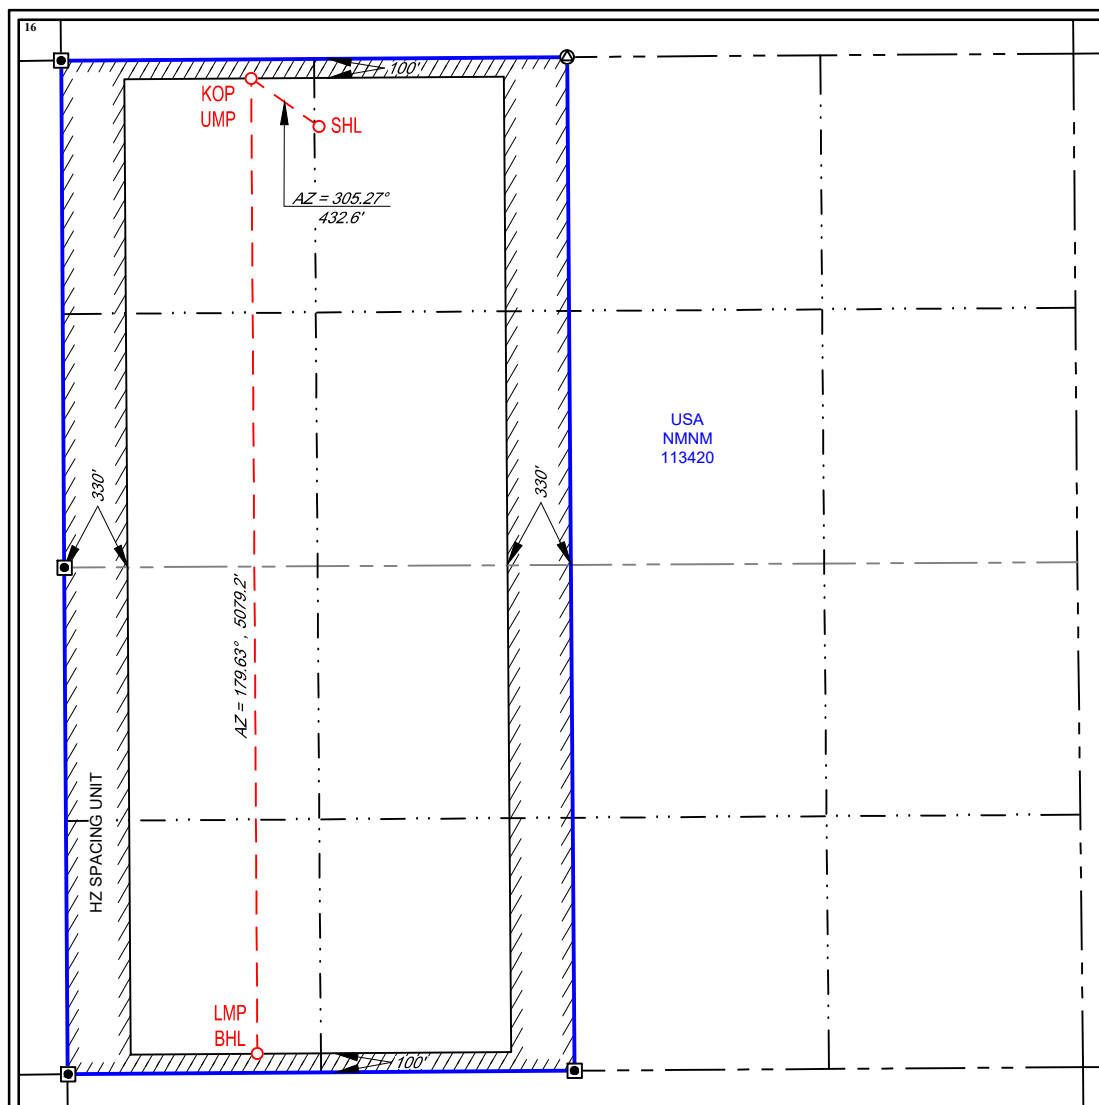 16
100'
KOP
UMP
SHL
AZ = 305.27°
432.6'
USA
NMNM
113420
330'
330'
AZ = 179.63°, 5079.2'
HZ SPACING UNIT
LMP
BHL
100'